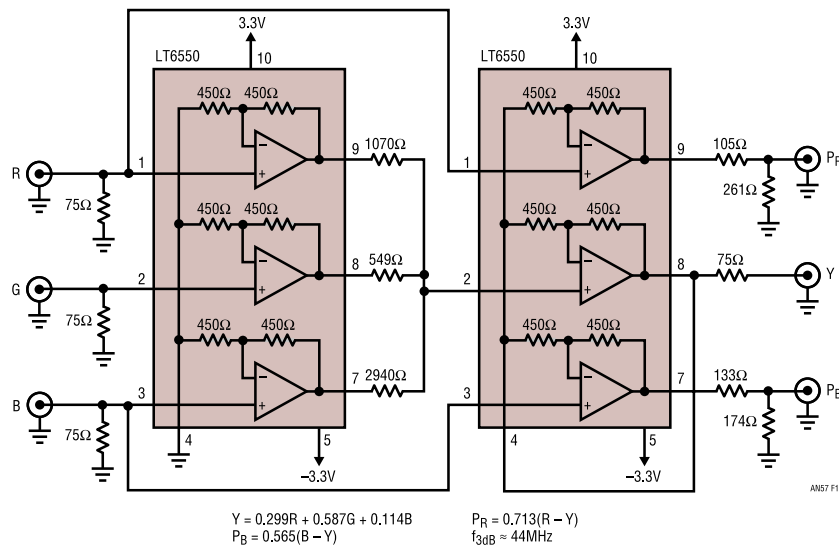 3.3V
3.3V
LT6550
10
LT6550
10
450Ω 450Ω
450Ω 450Ω
R
1
−
+
9
1070Ω
1
−
+
9
105Ω
P
75Ω
261Ω
450Ω 450Ω
450Ω 450Ω
G
2
−
+
8
549Ω
2
−
+
8
75Ω
Y
75Ω
450Ω 450Ω
450Ω 450Ω
B
3
−
+
7
2940Ω
3
−
+
7
133Ω
P
75Ω
174Ω
4
5
4
5
−3.3V
−3.3V
AN57 F1
Y = 0.299R + 0.587G + 0.114B
PB = 0.565(B – Y)
PR = 0.713(R – Y)
f3dB ≈ 44MHz